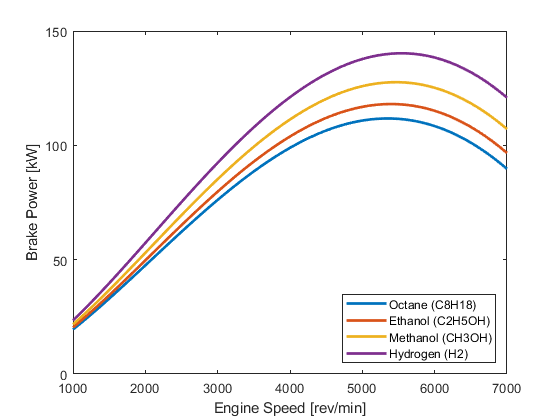 150
100
50
0
Brake Power [kW]
Octane (C8H18)
Ethanol (C2H5OH)
Methanol (CH3OH)
Hydrogen (H2)
1000 2000 3000 4000 5000 6000 7000
Engine Speed [rev/min]